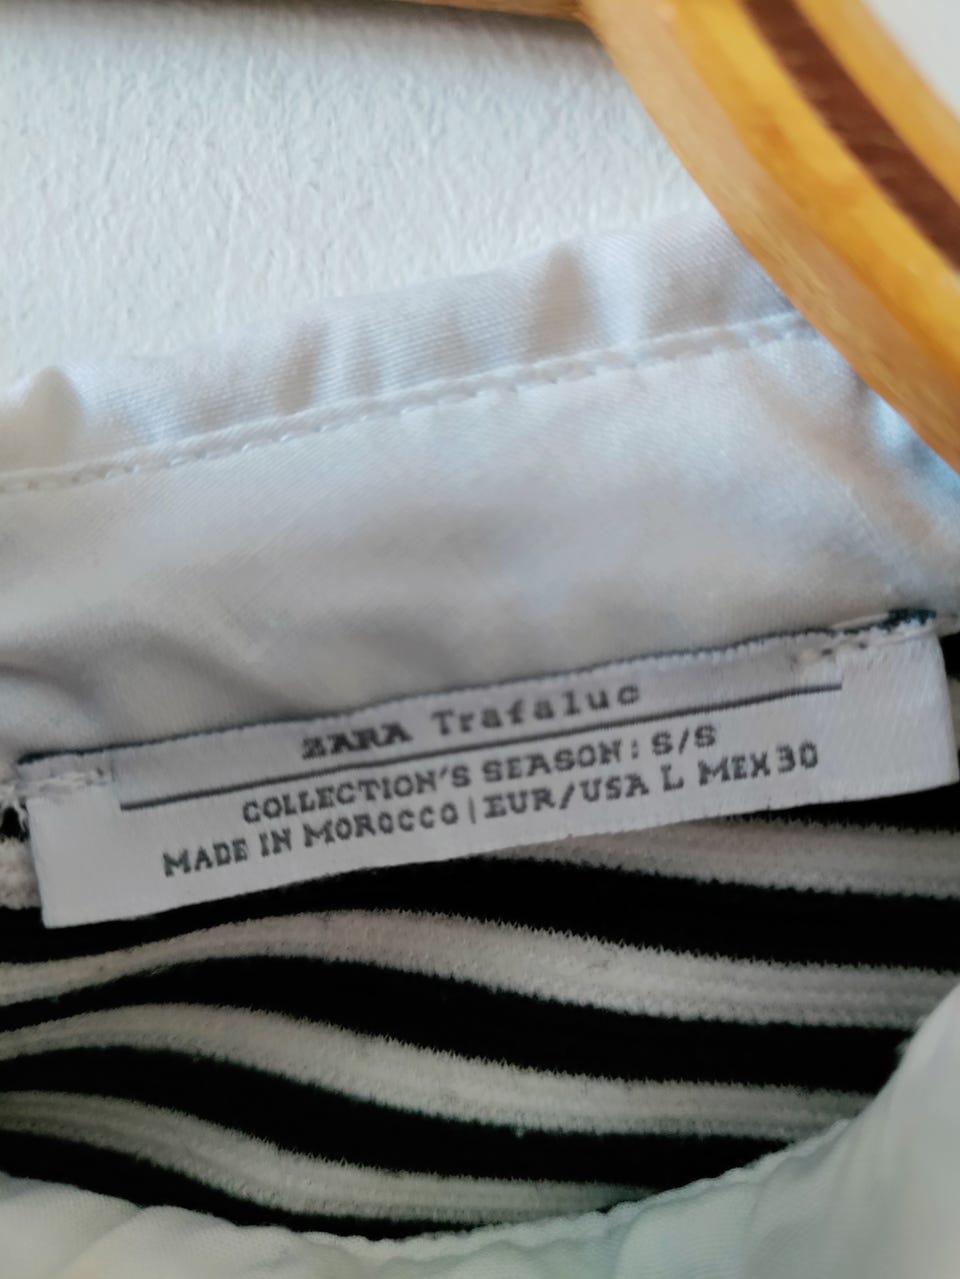 ZARA Trafaluc
COLLECTION'S SEASON: S/S
MADE IN MOROCCO | EUR/USA L MEX 30